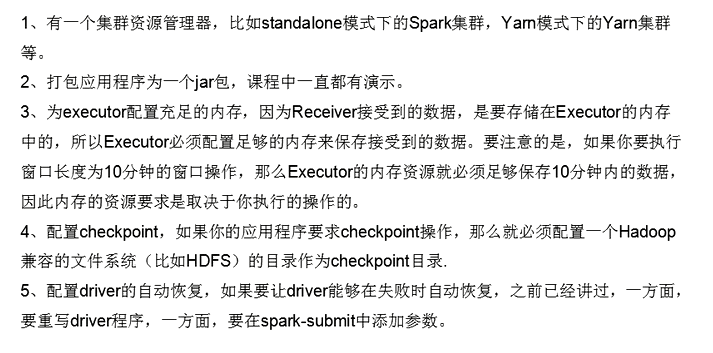 1、有一个集群资源管理器，比如standalone模式下的Spark集群，Yarn模式下的Yarn集群
等。
2、打包应用程序为一个jar包，课程中一直都有演示。
3、为executor配置充足的内存，因为Receiver接受到的数据，是要存储在Executor的内存
中的，所以Executor必须配置足够的内存来保存接受到的数据。要注意的是，如果你要执行
窗口长度为10分钟的窗口操作，那么Executor的内存资源就必须足够保存10分钟内的数据，
因此内存的资源要求是取决于你执行的操作的。
4、配置checkpoint，如果你的应用程序要求checkpoint操作，那么就必须配置一个Hadoop
兼容的文件系统（比如HDFS）的目录作为checkpoint目录.
5、配置driver的自动恢复，如果要让driver能够在失败时自动恢复，之前已经讲过，一方面，
要重写driver程序，一方面，要在spark-submit中添加参数。